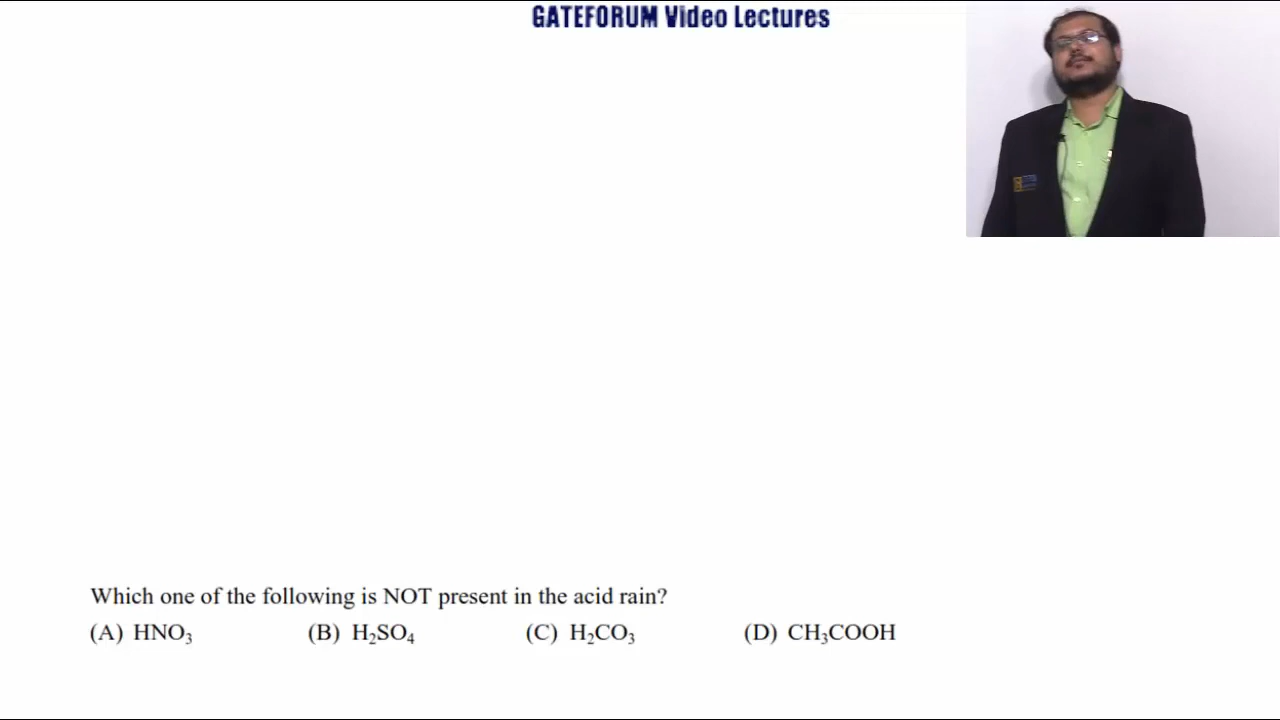 GATEFORUM Video Lectures
Which one of the following is NOT present in the acid rain?
(A) HNO₃ (B) H₂SO₄ (C) H₂CO₃ (D) CH₃COOH